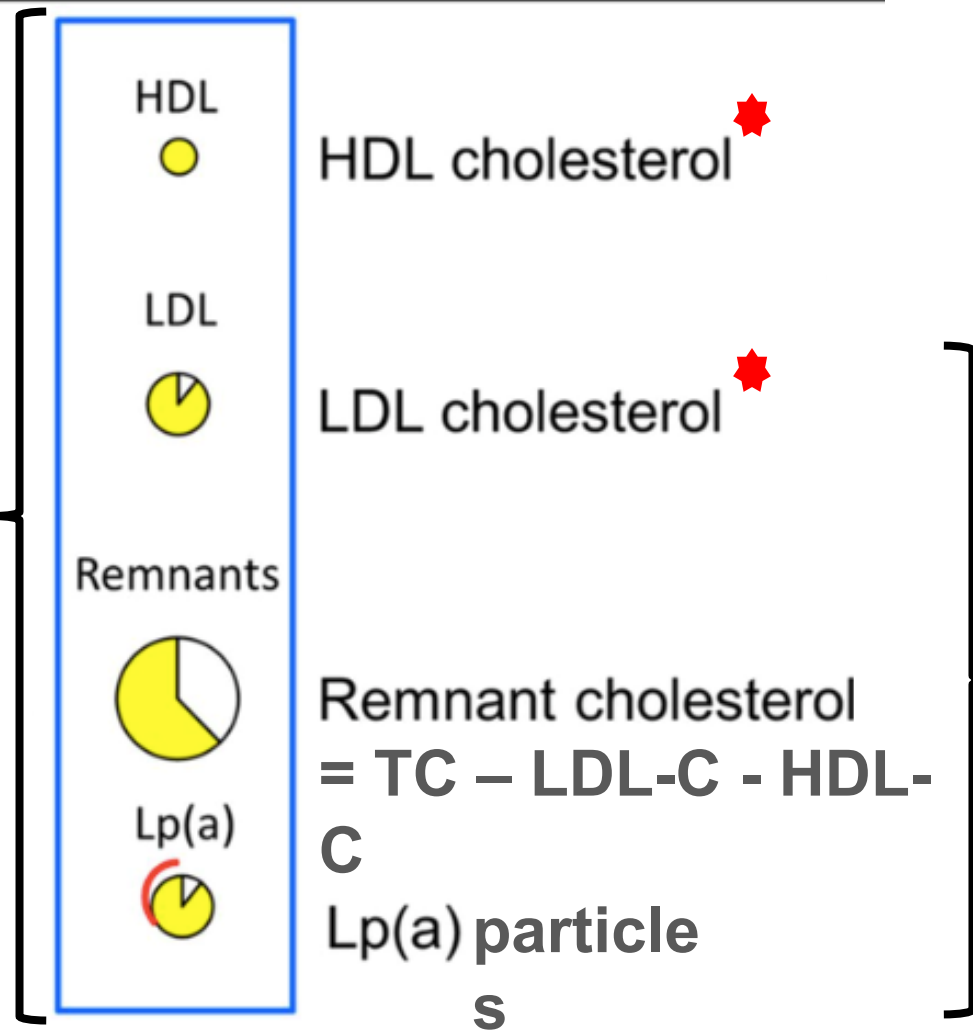 HDL
HDL cholesterol
LDL
LDL cholesterol
Remnants
Remnant cholesterol
= TC – LDL-C - HDL-
C
Lp(a)
Lp(a) particle
s